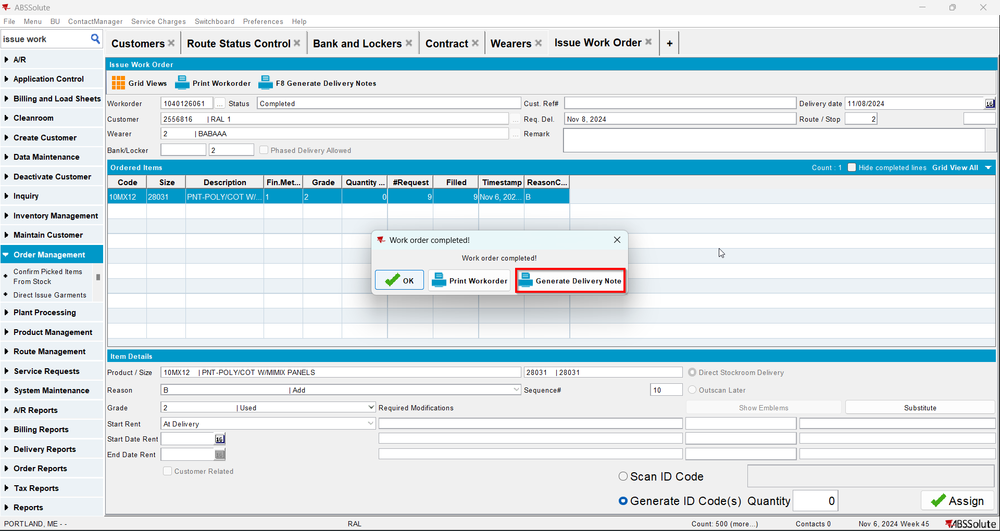 ABSSolute
File Menu BU ContactManager Service Charges Switchboard Preferences Help
issue work
Customers Route Status Control Bank and Lockers Contract Wearers Issue Work Order +
A/R
Application Control
Billing and Load Sheets
Cleanroom
Create Customer
Data Maintenance
Deactivate Customer
Inquiry
Inventory Management
Maintain Customer
Order Management
Confirm Picked Items
From Stock
Direct Issue Garments
Plant Processing
Product Management
Route Management
Service Requests
System Maintenance
A/R Reports
Billing Reports
Delivery Reports
Order Reports
Tax Reports
Reports
Issue Work Order
Grid Views Print Workorder F8 Generate Delivery Notes
Workorder 1040126061 ... Status Completed Cust. Ref# Delivery date 11/08/2024 16
Customer 2556816 | RAL 1 ... Req. Del. Nov 8, 2024 Route / Stop 2
Wearer 2 | BABAAA ... Remark
Bank/Locker 2 Phased Delivery Allowed
Ordered Items Count : 1 Hide completed lines Grid View All
Code Size Description Fin.Met... Grade Quantity ... #Request Filled Timestamp ReasonC...
10MX12 28031 PNT-POLY/COT W/... 1 2 0 9 9 Nov 6, 202... B
Work order completed!
Work order completed!
OK Print Workorder Generate Delivery Note
Item Details
Product / Size 10MX12 | PNT-POLY/COT W/MIMIX PANELS 28031 | 28031 Direct Stockroom Delivery
Reason B | Add Sequence# 10 Outscan Later
Grade 2 | Used Required Modifications Show Emblems Substitute
Start Rent At Delivery
Start Date Rent 16
End Date Rent 16
Customer Related
Scan ID Code
Generate ID Code(s) Quantity 0 Assign
PORTLAND, ME - - RAL Count: 500 (more...) Contacts 0 Nov 6, 2024 Week 45 ABSSolute